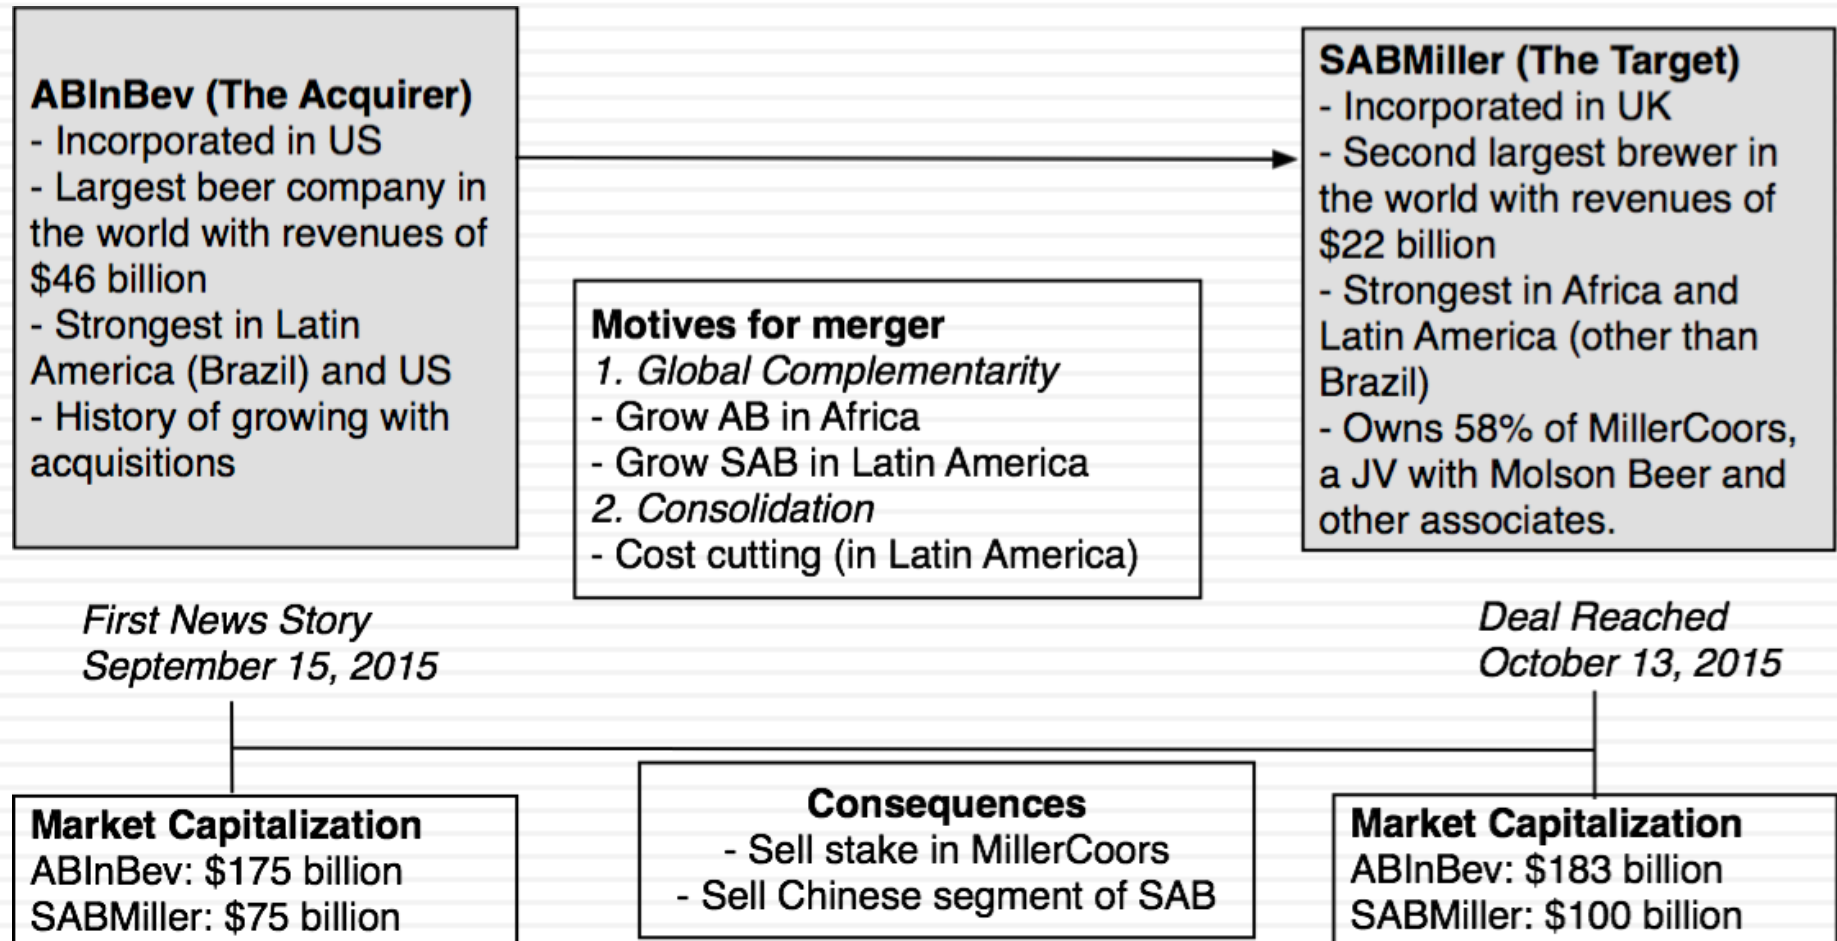 ABInBev (The Acquirer)
- Incorporated in US
- Largest beer company in
the world with revenues of
$46 billion
- Strongest in Latin
America (Brazil) and US
- History of growing with
acquisitions
SABMiller (The Target)
- Incorporated in UK
- Second largest brewer in
the world with revenues of
$22 billion
- Strongest in Africa and
Latin America (other than
Brazil)
- Owns 58% of MillerCoors,
a JV with Molson Beer and
other associates.
Motives for merger
1. Global Complementarity
- Grow AB in Africa
- Grow SAB in Latin America
2. Consolidation
- Cost cutting (in Latin America)
First News Story
September 15, 2015
Deal Reached
October 13, 2015
Market Capitalization
ABInBev: $175 billion
SABMiller: $75 billion
Consequences
- Sell stake in MillerCoors
- Sell Chinese segment of SAB
Market Capitalization
ABInBev: $183 billion
SABMiller: $100 billion